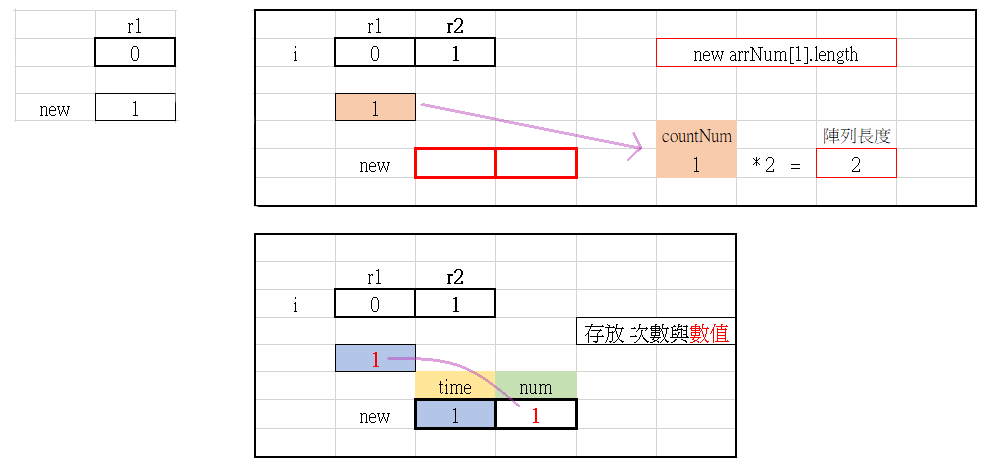 r1
0
new 1
r1 r2
i 0 1
new arrNum[1].length
1
countNum 陣列長度
new 1 *2 = 2
r1 r2
i 0 1
存放 次數與數值
1
time num
new 1 1